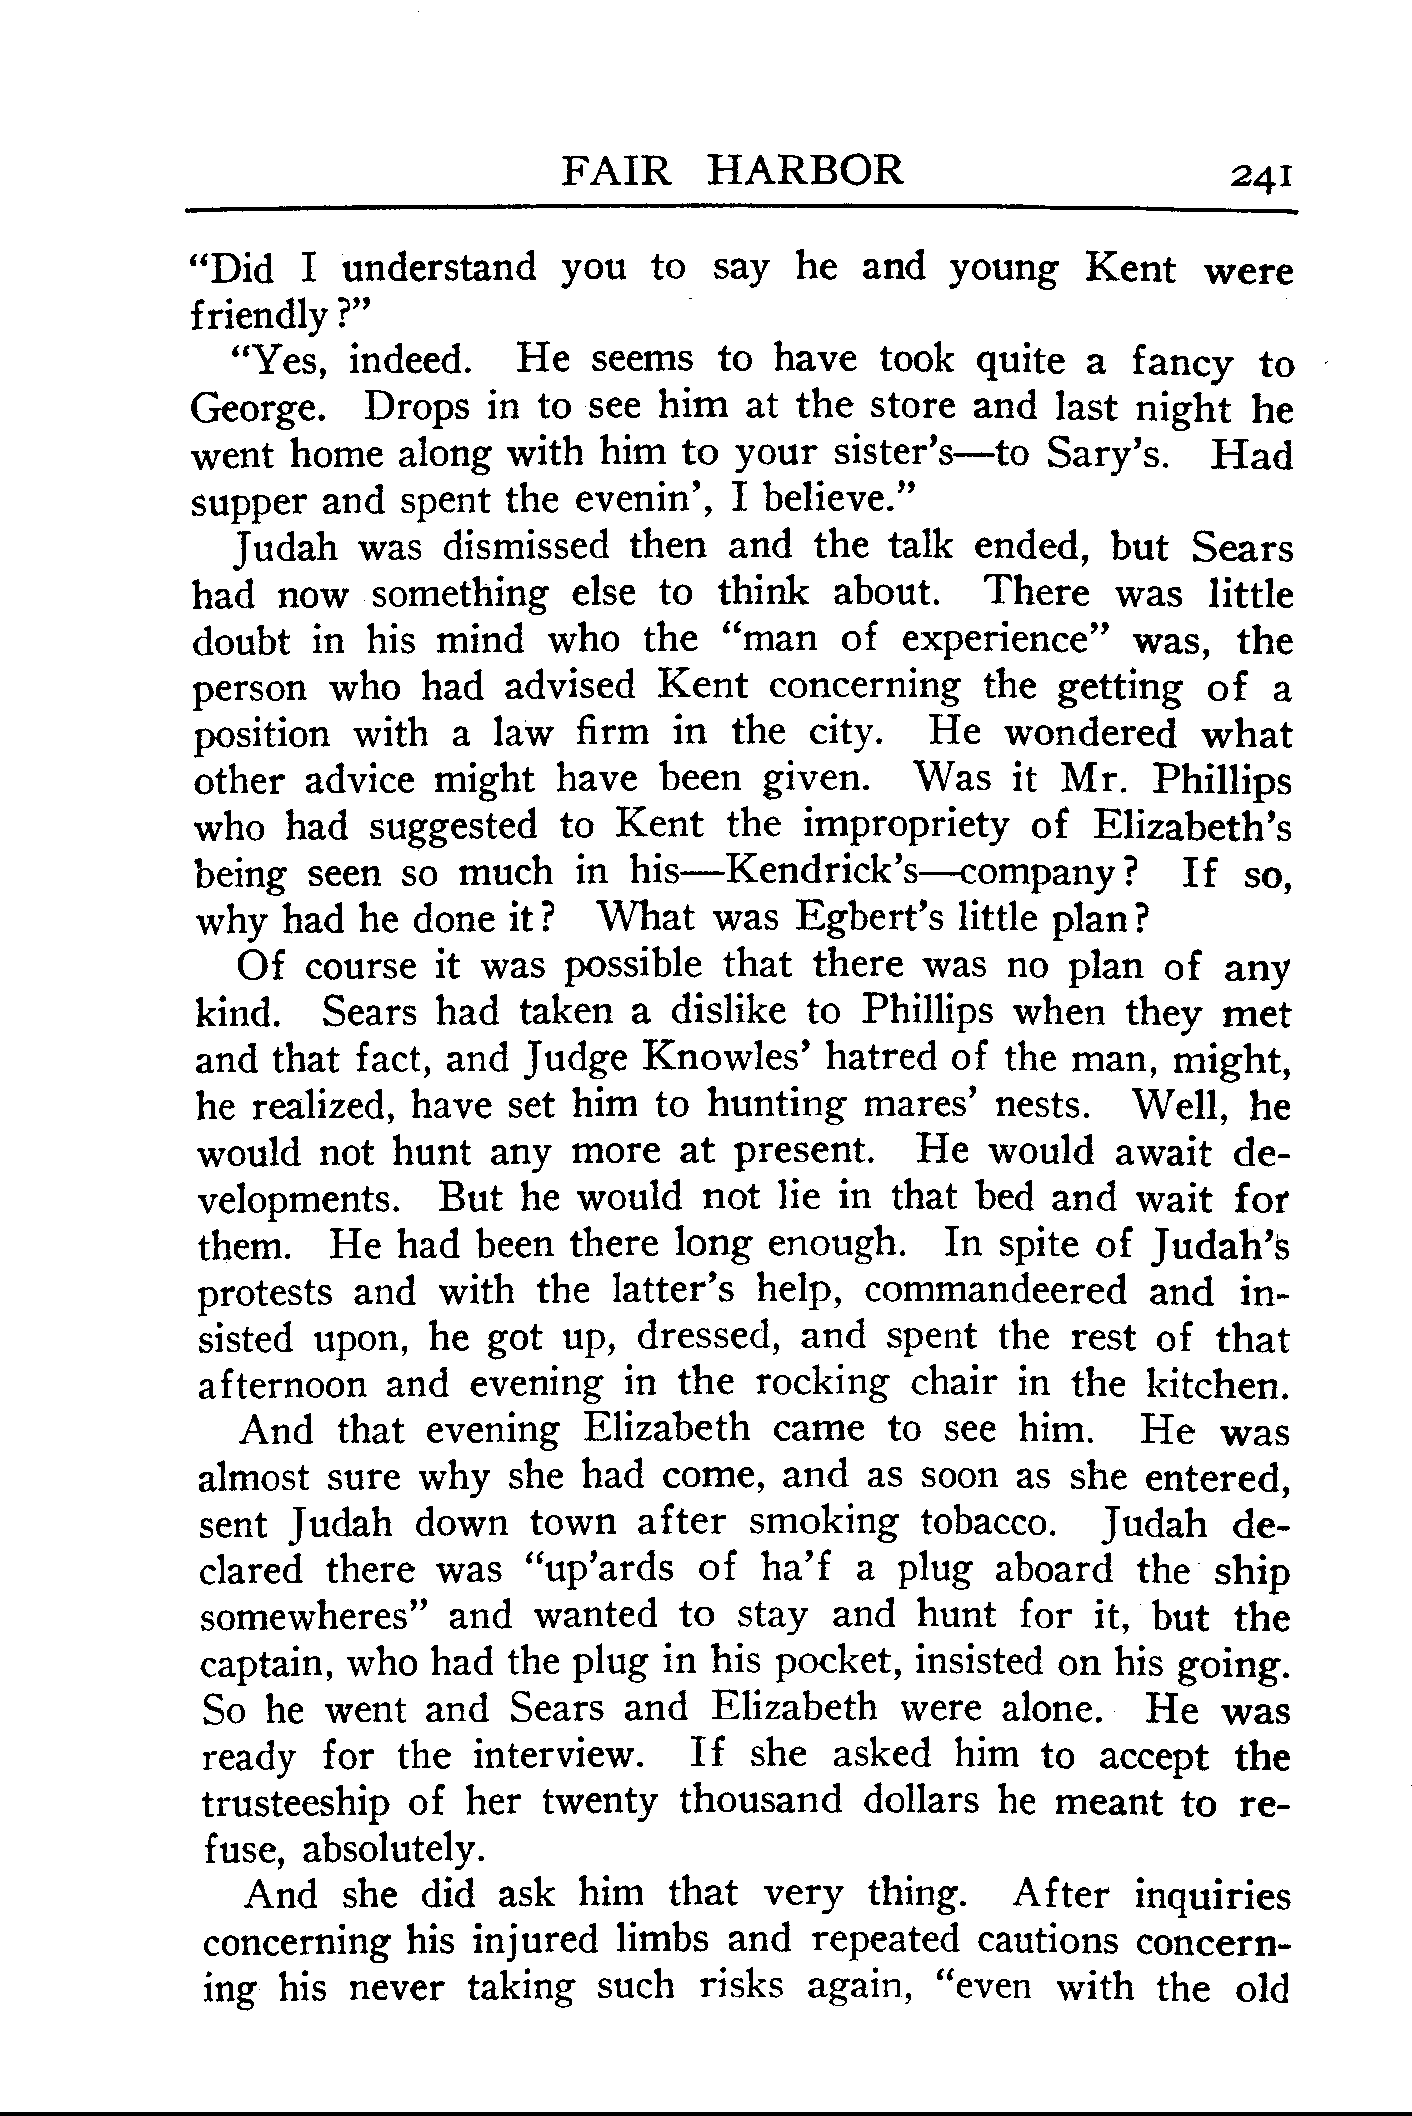 FAIR HARBOR 241
“Did I understand you to say he and young Kent were
friendly?”
“Yes, indeed. He seems to have took quite a fancy to
George. Drops in to see him at the store and last night he
went home along with him to your sister’s—to Sary’s. Had
supper and spent the evenin’, I believe.”
Judah was dismissed then and the talk ended, but Sears
had now something else to think about. There was little
doubt in his mind who the “man of experience” was, the
person who had advised Kent concerning the getting of a
position with a law firm in the city. He wondered what
other advice might have been given. Was it Mr. Phillips
who had suggested to Kent the impropriety of Elizabeth’s
being seen so much in his—Kendrick’s—company? If so,
why had he done it? What was Egbert’s little plan?
Of course it was possible that there was no plan of any
kind. Sears had taken a dislike to Phillips when they met
and that fact, and Judge Knowles’ hatred of the man, might,
he realized, have set him to hunting mares’ nests. Well, he
would not hunt any more at present. He would await de-
velopments. But he would not lie in that bed and wait for
them. He had been there long enough. In spite of Judah’s
protests and with the latter’s help, commandeered and in-
sisted upon, he got up, dressed, and spent the rest of that
afternoon and evening in the rocking chair in the kitchen.
And that evening Elizabeth came to see him. He was
almost sure why she had come, and as soon as she entered,
sent Judah down town after smoking tobacco. Judah de-
clared there was “up’ards of ha’f a plug aboard the ship
somewheres” and wanted to stay and hunt for it, but the
captain, who had the plug in his pocket, insisted on his going.
So he went and Sears and Elizabeth were alone. He was
ready for the interview. If she asked him to accept the
trusteeship of her twenty thousand dollars he meant to re-
fuse, absolutely.
And she did ask him that very thing. After inquiries
concerning his injured limbs and repeated cautions concern-
ing his never taking such risks again, “even with the old